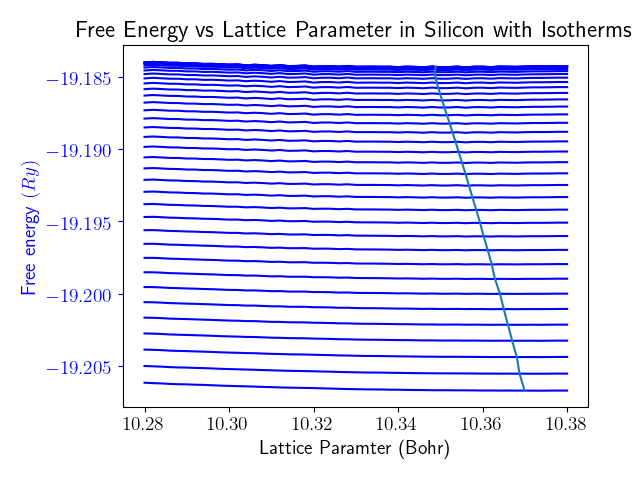 Free Energy vs Lattice Parameter in Silicon with Isotherms
Free energy (Ry)
−19.185
−19.190
−19.195
−19.200
−19.205
10.28 10.30 10.32 10.34 10.36 10.38
Lattice Paramter (Bohr)